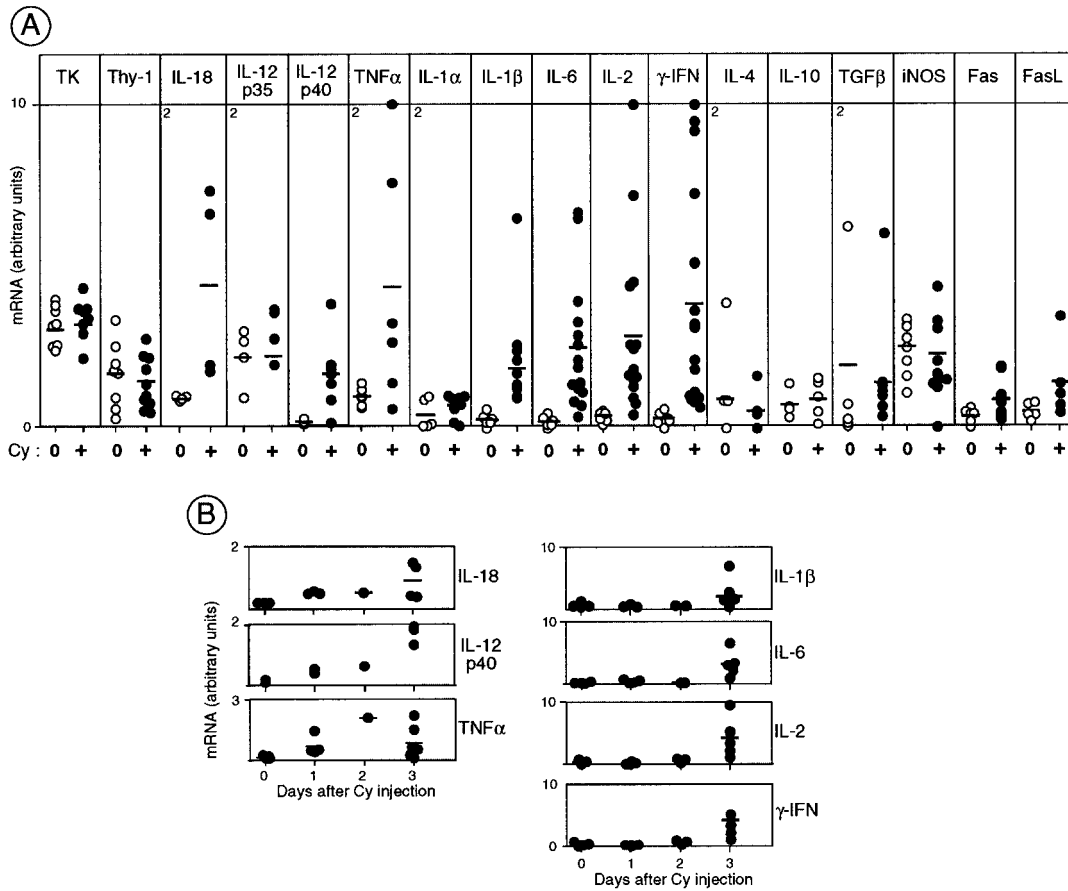 A
TK Thy-1 IL-18 IL-12 p35 IL-12 p40 TNFα IL-1α IL-1β IL-6 IL-2 γ-IFN IL-4 IL-10 TGFβ iNOS Fas FasL
10
2 2 2 2 2 2
mRNA (arbitrary units)
0
Cy : 0 + 0 + 0 + 0 + 0 + 0 + 0 + 0 + 0 + 0 + 0 + 0 + 0 + 0 + 0 + 0 + 0 +
B
mRNA (arbitrary units)
2
IL-18
2
IL-12
p40
3
TNFα
0 1 2 3
Days after Cy injection
10
IL-1β
10
IL-6
10
IL-2
10
γ-IFN
0
0 1 2 3
Days after Cy injection